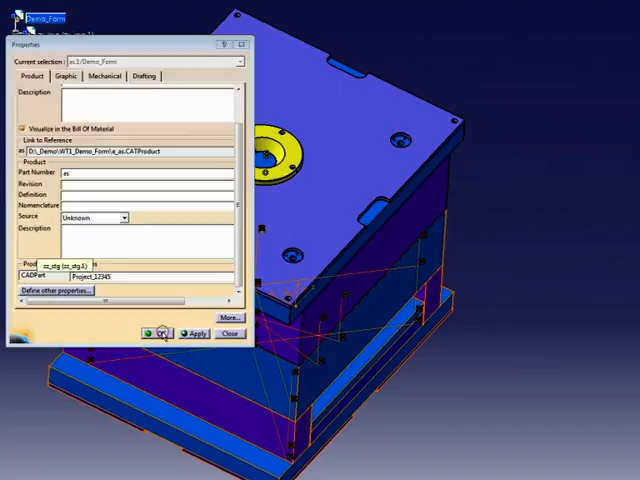 Demo_Form
Properties
Current selection : as.1/Demo_Form
Product Graphic Mechanical Drafting
Description
Visualize in the Bill Of Material
Link to Reference
as D:\_Demo\WT1_Demo_Form\e_as.CATProduct
Product
Part Number as
Revision
Definition
Nomenclature
Source Unknown
Description
zz_stg (zz_stg.1)
CADPart Project_12345
Define other properties...
More...
Apply Close